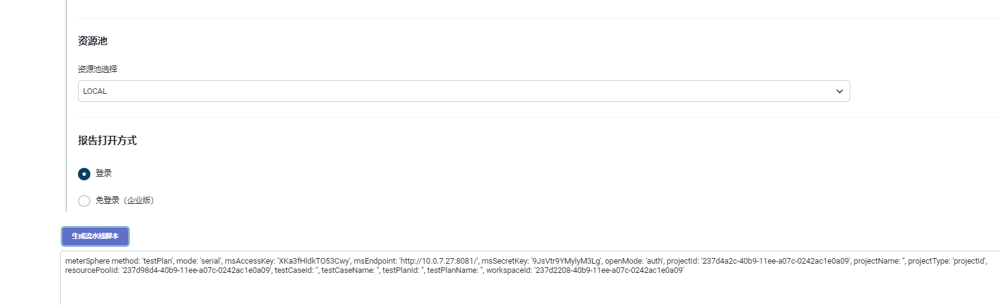 资源池
资源池选择
LOCAL
报告打开方式
登录
免登录（企业版）
生成流水线脚本
meterSphere method: 'testPlan', mode: 'serial', msAccessKey: 'XKa3fHldkTO53Cwy', msEndpoint: 'http://10.0.7.27:8081/', msSecretKey: '9JsVtr9YMylyM3Lg', openMode: 'auth', projectId: '237d4a2c-40b9-11ee-a07c-0242ac1e0a09', projectName: '', projectType: 'projectId',
resourcePoolId: '237d98d4-40b9-11ee-a07c-0242ac1e0a09', testCaseId: '', testCaseName: '', testPlanId: '', testPlanName: '', workspaceId: '237d2208-40b9-11ee-a07c-0242ac1e0a09'